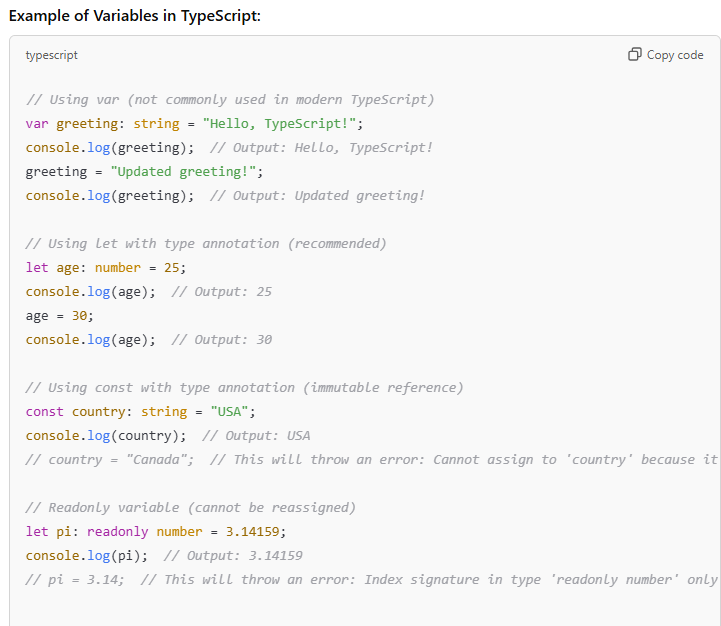 Example of Variables in TypeScript:
typescript
Copy code
// Using var (not commonly used in modern TypeScript)
var greeting: string = "Hello, TypeScript!";
console.log(greeting);  // Output: Hello, TypeScript!
greeting = "Updated greeting!";
console.log(greeting);  // Output: Updated greeting!
// Using let with type annotation (recommended)
let age: number = 25;
console.log(age);  // Output: 25
age = 30;
console.log(age);  // Output: 30
// Using const with type annotation (immutable reference)
const country: string = "USA";
console.log(country);  // Output: USA
// country = "Canada";  // This will throw an error: Cannot assign to 'country' because it
// Readonly variable (cannot be reassigned)
let pi: readonly number = 3.14159;
console.log(pi);  // Output: 3.14159
// pi = 3.14;  // This will throw an error: Index signature in type 'readonly number' only